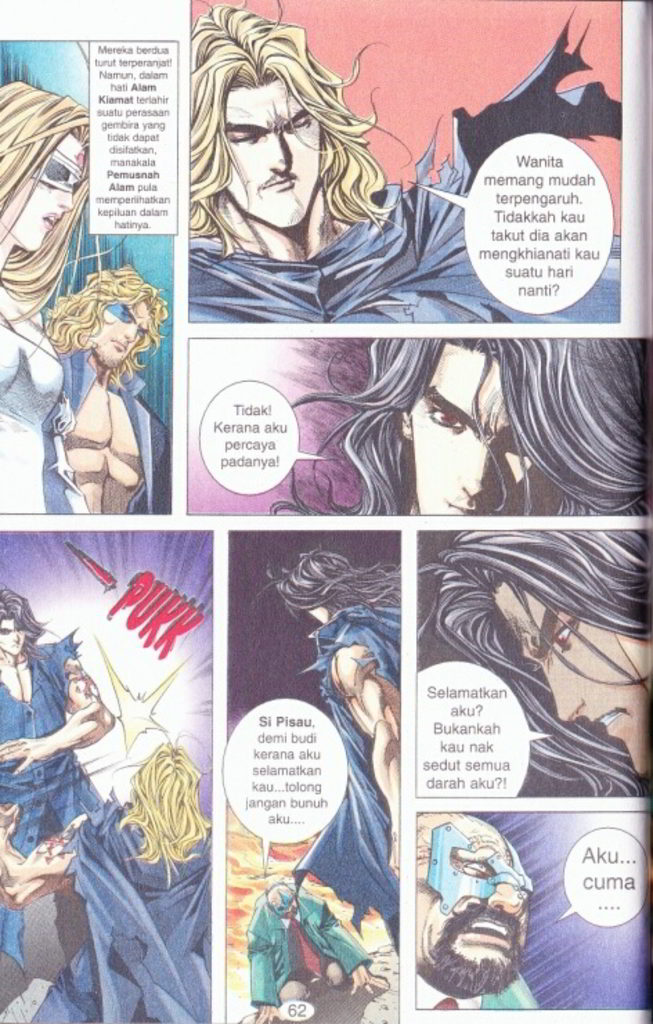 Mereka berdua
turut terperanjat!
Namun, dalam
hati Alam
Kiamat terlahir
suatu perasaan
gembira yang
tidak dapat
disifatkan,
manakala
Pemusnah
Alam pula
memperlihatkan
kepiluan dalam
hatinya.
Wanita
memang mudah
terpengaruh.
Tidakkah kau
takut dia akan
mengkhianati kau
suatu hari
nanti?
Tidak!
Kerana aku
percaya
padanya!
PUKK
Si Pisau,
demi budi
kerana aku
selamatkan
kau...tolong
jangan bunuh
aku....
Selamatkan
aku?
Bukankah
kau nak
sedut semua
darah aku?!
Aku...
cuma
....
62